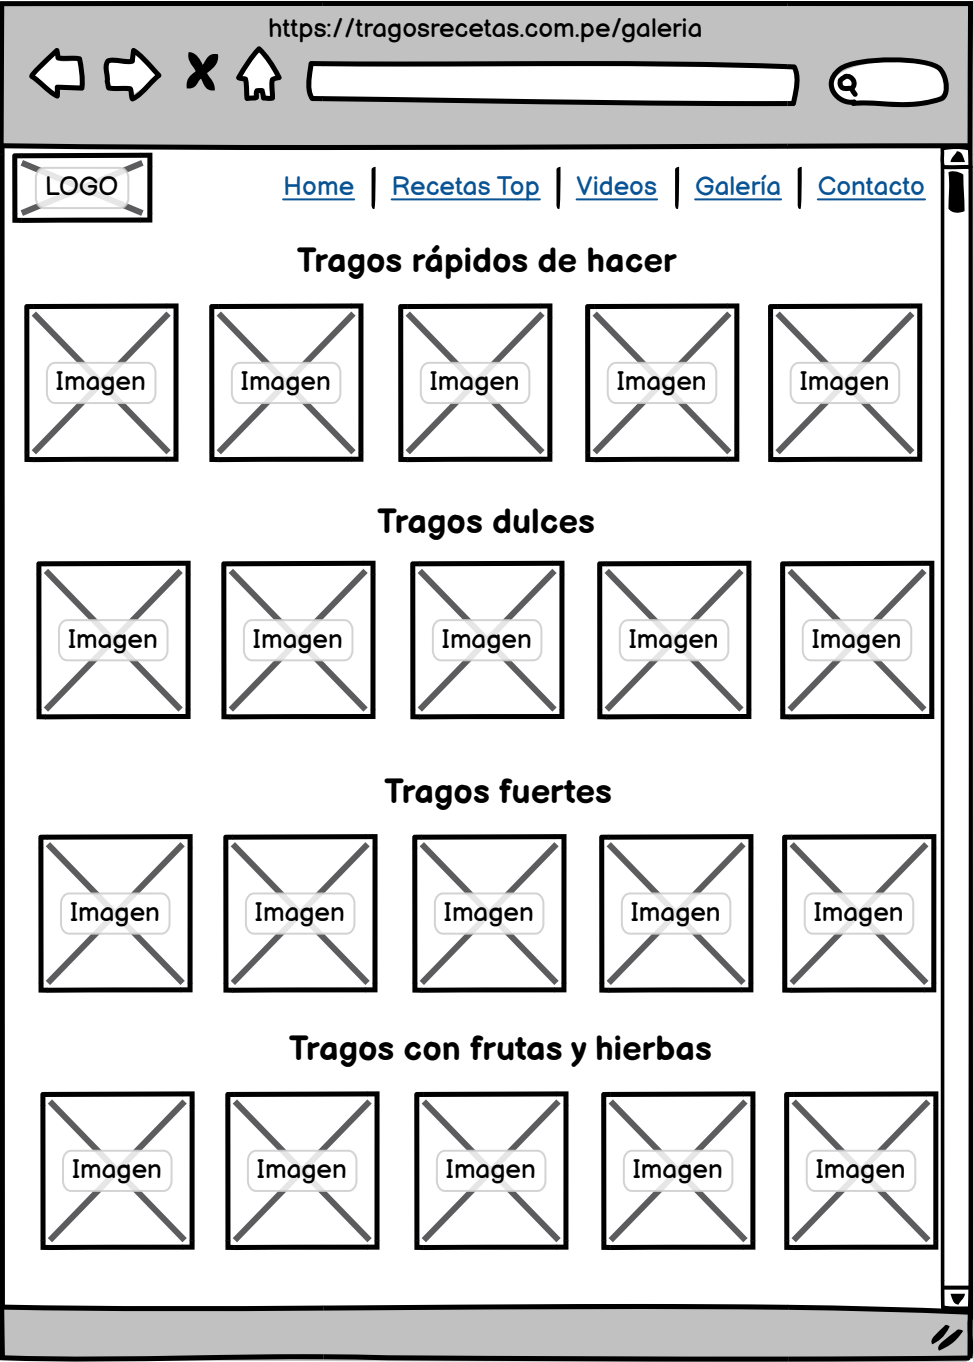 https://tragosrecetas.com.pe/galeria
LOGO
Home
Recetas Top
Videos
Galería
Contacto
Tragos rápidos de hacer
Imagen
Imagen
Imagen
Imagen
Imagen
Tragos dulces
Imagen
Imagen
Imagen
Imagen
Imagen
Tragos fuertes
Imagen
Imagen
Imagen
Imagen
Imagen
Tragos con frutas y hierbas
Imagen
Imagen
Imagen
Imagen
Imagen